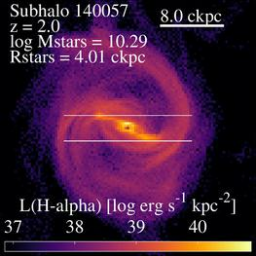 Subhalo 140057
8.0 ckpc
z = 2.0
log Mstars = 10.29
Rstars = 4.01 ckpc
L(H-alpha) [log erg s⁻¹ kpc⁻²]
37 38 39 40